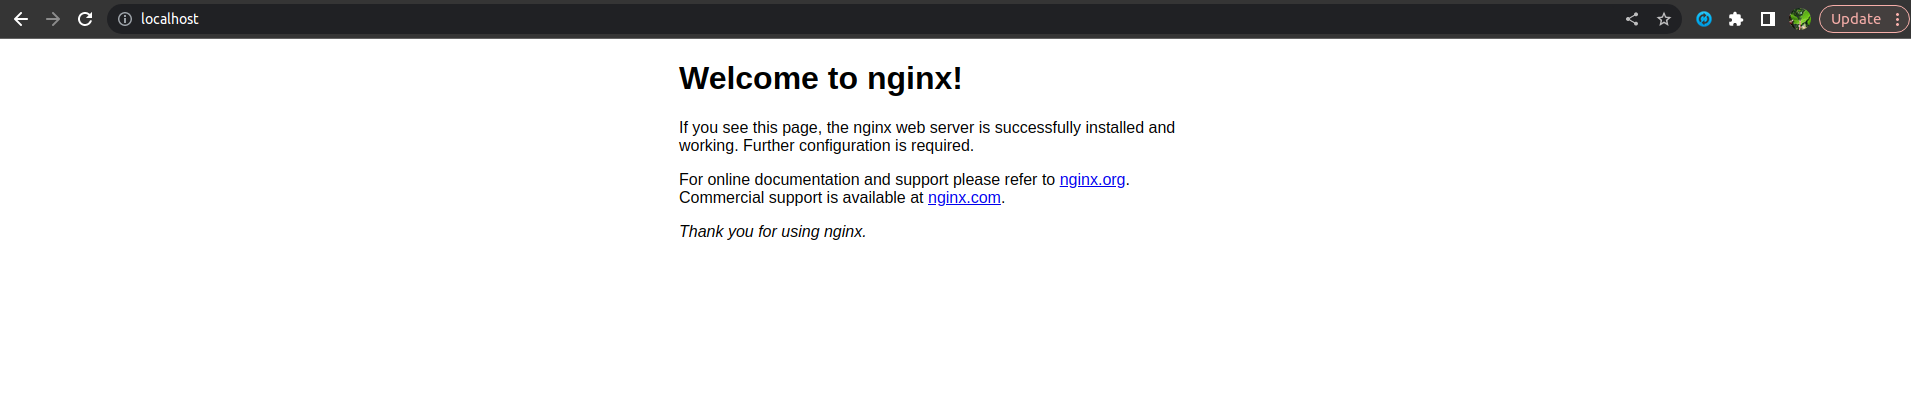 localhost
Update
Welcome to nginx!
If you see this page, the nginx web server is successfully installed and
working. Further configuration is required.
For online documentation and support please refer to nginx.org.
Commercial support is available at nginx.com.
Thank you for using nginx.